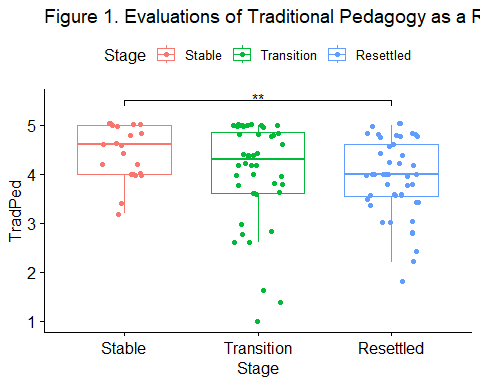 Figure 1. Evaluations of Traditional Pedagogy as a R
Stage Stable Transition Resettled
**
5
4
3
2
1
TradPed
Stable Transition Resettled
Stage